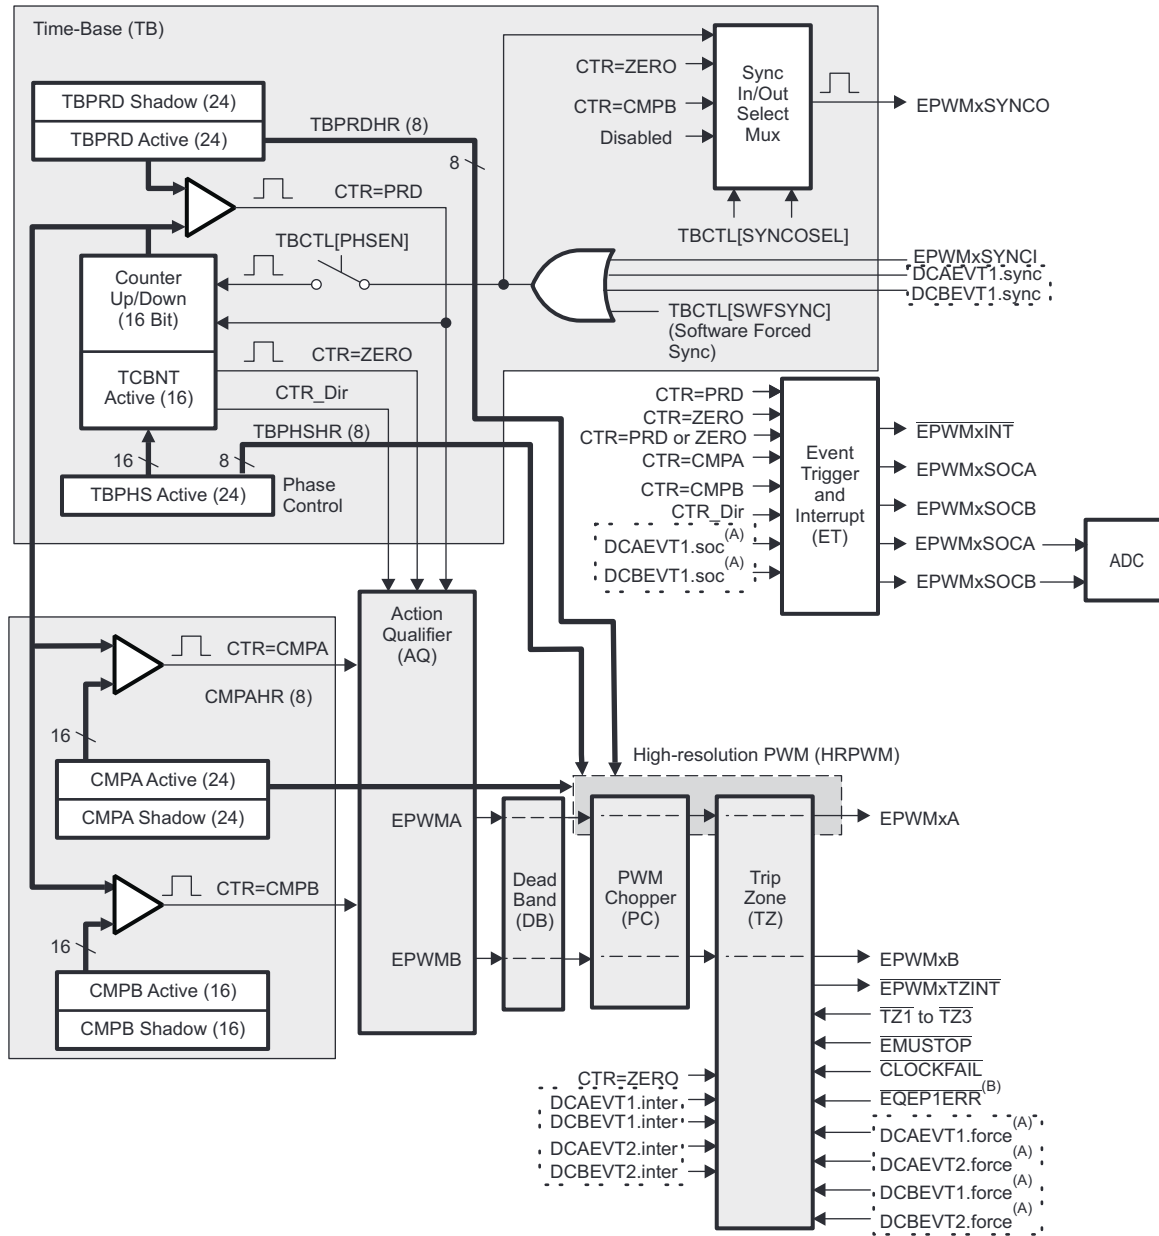 Time-Base (TB)
TBPRD Shadow (24)
TBPRD Active (24)
TBPRDHR (8)
8
CTR=PRD
TBCTL[PHSEN]
Counter
Up/Down
(16 Bit)
TCBNT
Active (16)
CTR=ZERO
CTR_Dir
TBPHSHR (8)
16
8
TBPHS Active (24)
Phase
Control
CTR=ZERO
CTR=CMPB
Disabled
Sync
In/Out
Select
Mux
EPWMxSYNCO
TBCTL[SYNCOSEL]
EPWMxSYNCI
DCAEVT1.sync
DCBEVT1.sync
TBCTL[SWFSYNC]
(Software Forced
Sync)
CTR=PRD
CTR=ZERO
CTR=PRD or ZERO
CTR=CMPA
CTR=CMPB
CTR_Dir
DCAEVT1.soc(A)
DCBEVT1.soc(A)
Event
Trigger
and
Interrupt
(ET)
EPWMxINT
EPWMxSOCA
EPWMxSOCB
EPWMxSOCA
EPWMxSOCB
ADC
Action
Qualifier
(AQ)
CTR=CMPA
CMPAHR (8)
16
CMPA Active (24)
CMPA Shadow (24)
CTR=CMPB
16
CMPB Active (16)
CMPB Shadow (16)
EPWMA
EPWMB
High-resolution PWM (HRPWM)
Dead
Band
(DB)
PWM
Chopper
(PC)
Trip
Zone
(TZ)
EPWMxA
EPWMxB
EPWMxTZINT
TZ1 to TZ3
EMUSTOP
CLOCKFAIL
EQEP1ERR(B)
DCAEVT1.force(A)
DCAEVT2.force(A)
DCBEVT1.force(A)
DCBEVT2.force(A)
CTR=ZERO
DCAEVT1.inter
DCBEVT1.inter
DCAEVT2.inter
DCBEVT2.inter